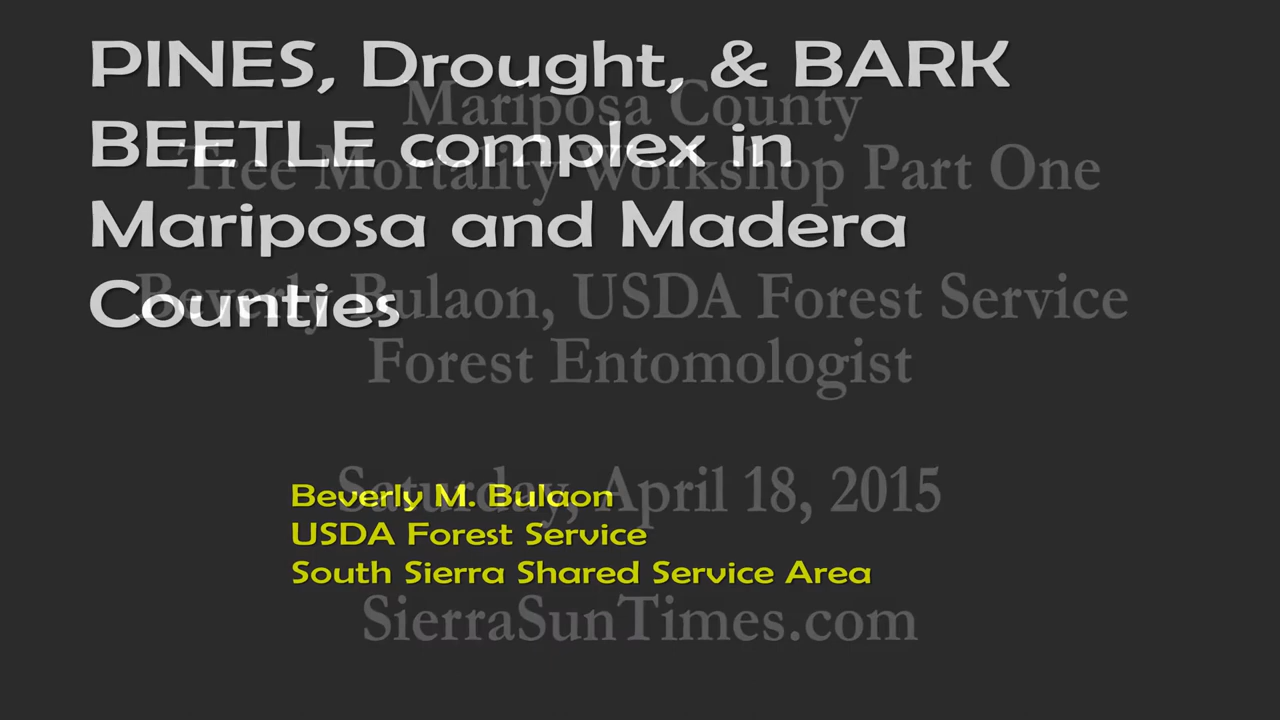 PINES, Drought, & BARK
BEETLE complex in
Mariposa and Madera
Counties
Beverly M. Bulaon
USDA Forest Service
South Sierra Shared Service Area
Mariposa County
Tree Mortality Workshop Part One
Beverly Bulaon, USDA Forest Service
Forest Entomologist
Saturday, April 18, 2015
SierraSunTimes.com